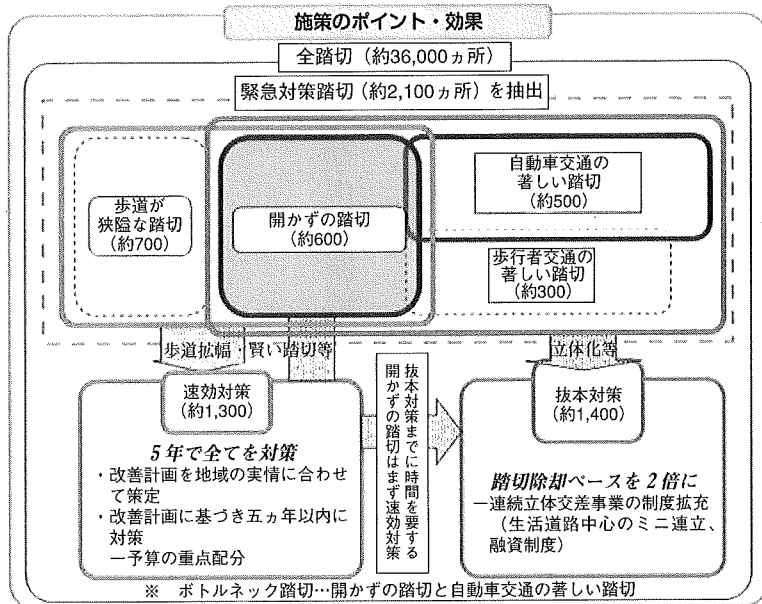 施策のポイント・効果
全踏切（約36,000ヵ所）
緊急対策踏切（約2,100ヵ所）を抽出
歩道が
狭隘な踏切
（約700）
開かずの踏切
（約600）
自動車交通の
著しい踏切
（約500）
歩行者交通の
著しい踏切
（約300）
歩道拡幅・賢い踏切等
立体化等
速効対策
（約1,300）
5年で全てを対策
・改善計画を地域の実情に合わせ
て策定
・改善計画に基づき五ヵ年以内に
対策
ー予算の重点配分
抜本対策までに時間を要する
開かずの踏切はまず速効対策
抜本対策
（約1,400）
踏切除却ペースを2倍に
ー連続立体交差事業の制度拡充
（生活道路中心のミニ連立、
融資制度）
※ ボトルネック踏切…開かずの踏切と自動車交通の著しい踏切